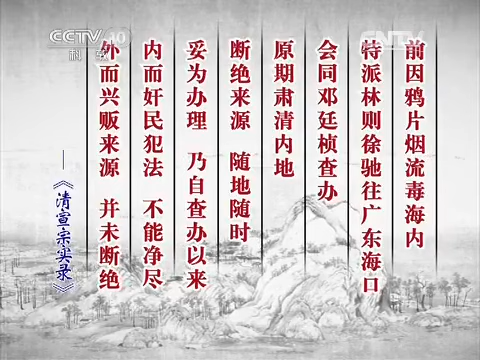 CCTV 10
科教
CNTV
前因鸦片烟流毒海内
特派林则徐驰往广东海口
会同邓廷桢查办
原期肃清内地
断绝来源 随地随时
妥为办理 乃自查办以来
内而奸民犯法 不能净尽
外而兴贩来源 并未断绝
——《清宣宗实录》